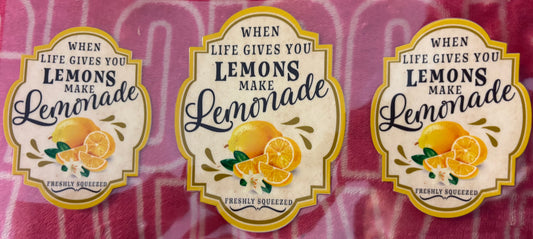 WHEN
LIFE GIVES YOU
LEMONS
MAKE
Lemonade
FRESHLY SQUEEZED
WHEN
LIFE GIVES YOU
LEMONS
MAKE
Lemonade
FRESHLY SQUEEZED
WHEN
LIFE GIVES YOU
LEMONS
MAKE
Lemonade
FRESHLY SQUEEZED